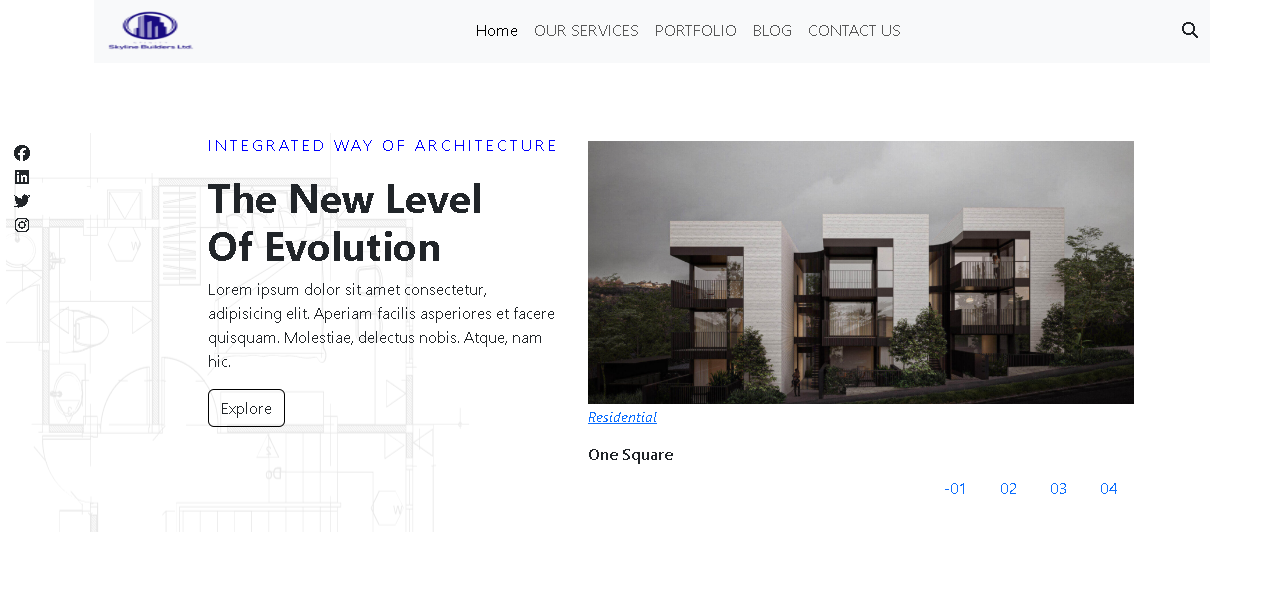 Skyline Builders Ltd.
Home OUR SERVICES PORTFOLIO BLOG CONTACT US
INTEGRATED WAY OF ARCHITECTURE
The New Level
Of Evolution
Lorem ipsum dolor sit amet consectetur,
adipisicing elit. Aperiam facilis asperiores et facere
quisquam. Molestiae, delectus nobis. Atque, nam
hic.
Explore
Residential
One Square
-01 02 03 04
W
S
W